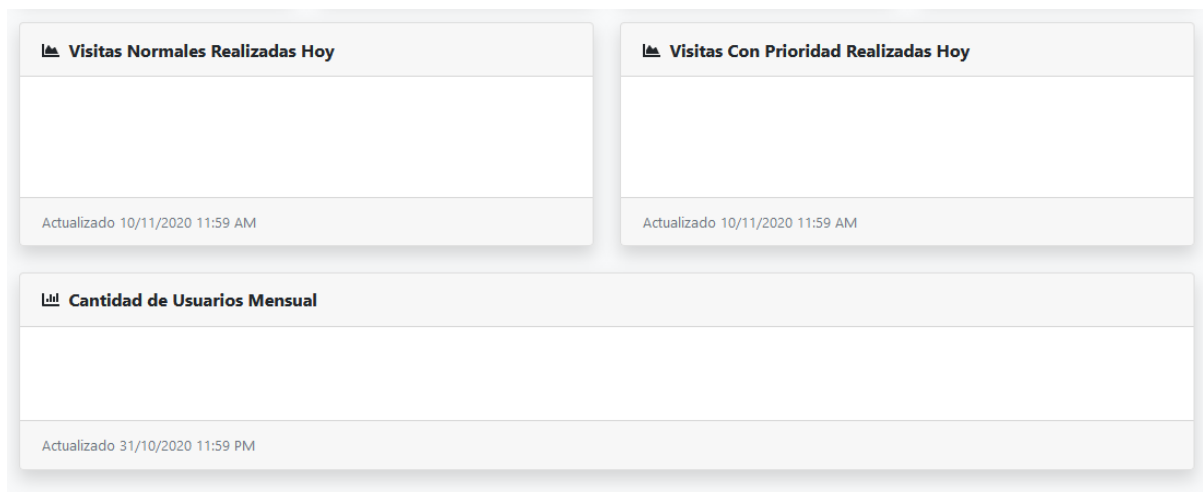 Visitas Normales Realizadas Hoy
Visitas Con Prioridad Realizadas Hoy
Actualizado 10/11/2020 11:59 AM
Actualizado 10/11/2020 11:59 AM
Cantidad de Usuarios Mensual
Actualizado 31/10/2020 11:59 PM